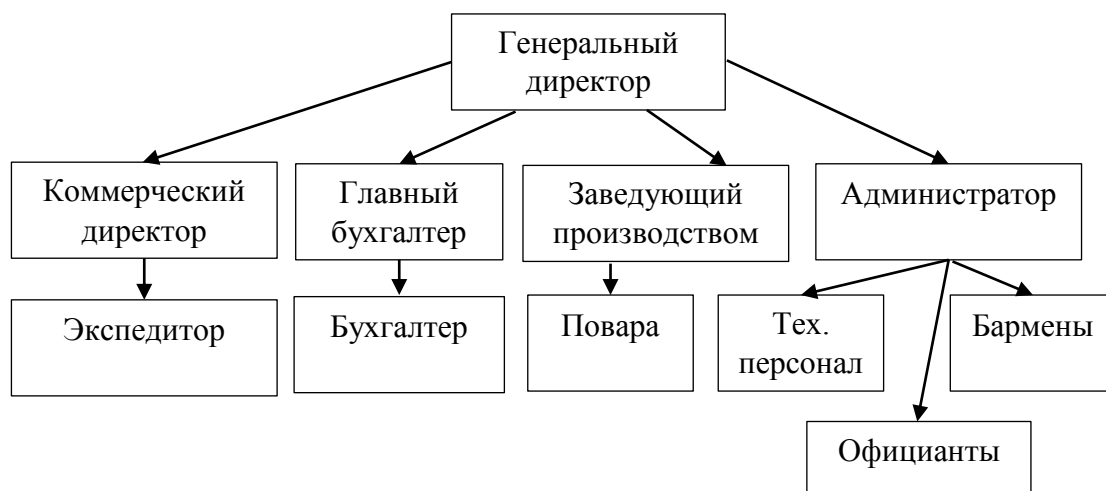 Генеральный
директор
Коммерческий
директор
Главный
бухгалтер
Заведующий
производством
Администратор
Экспедитор
Бухгалтер
Повара
Тех.
персонал
Бармены
Официанты